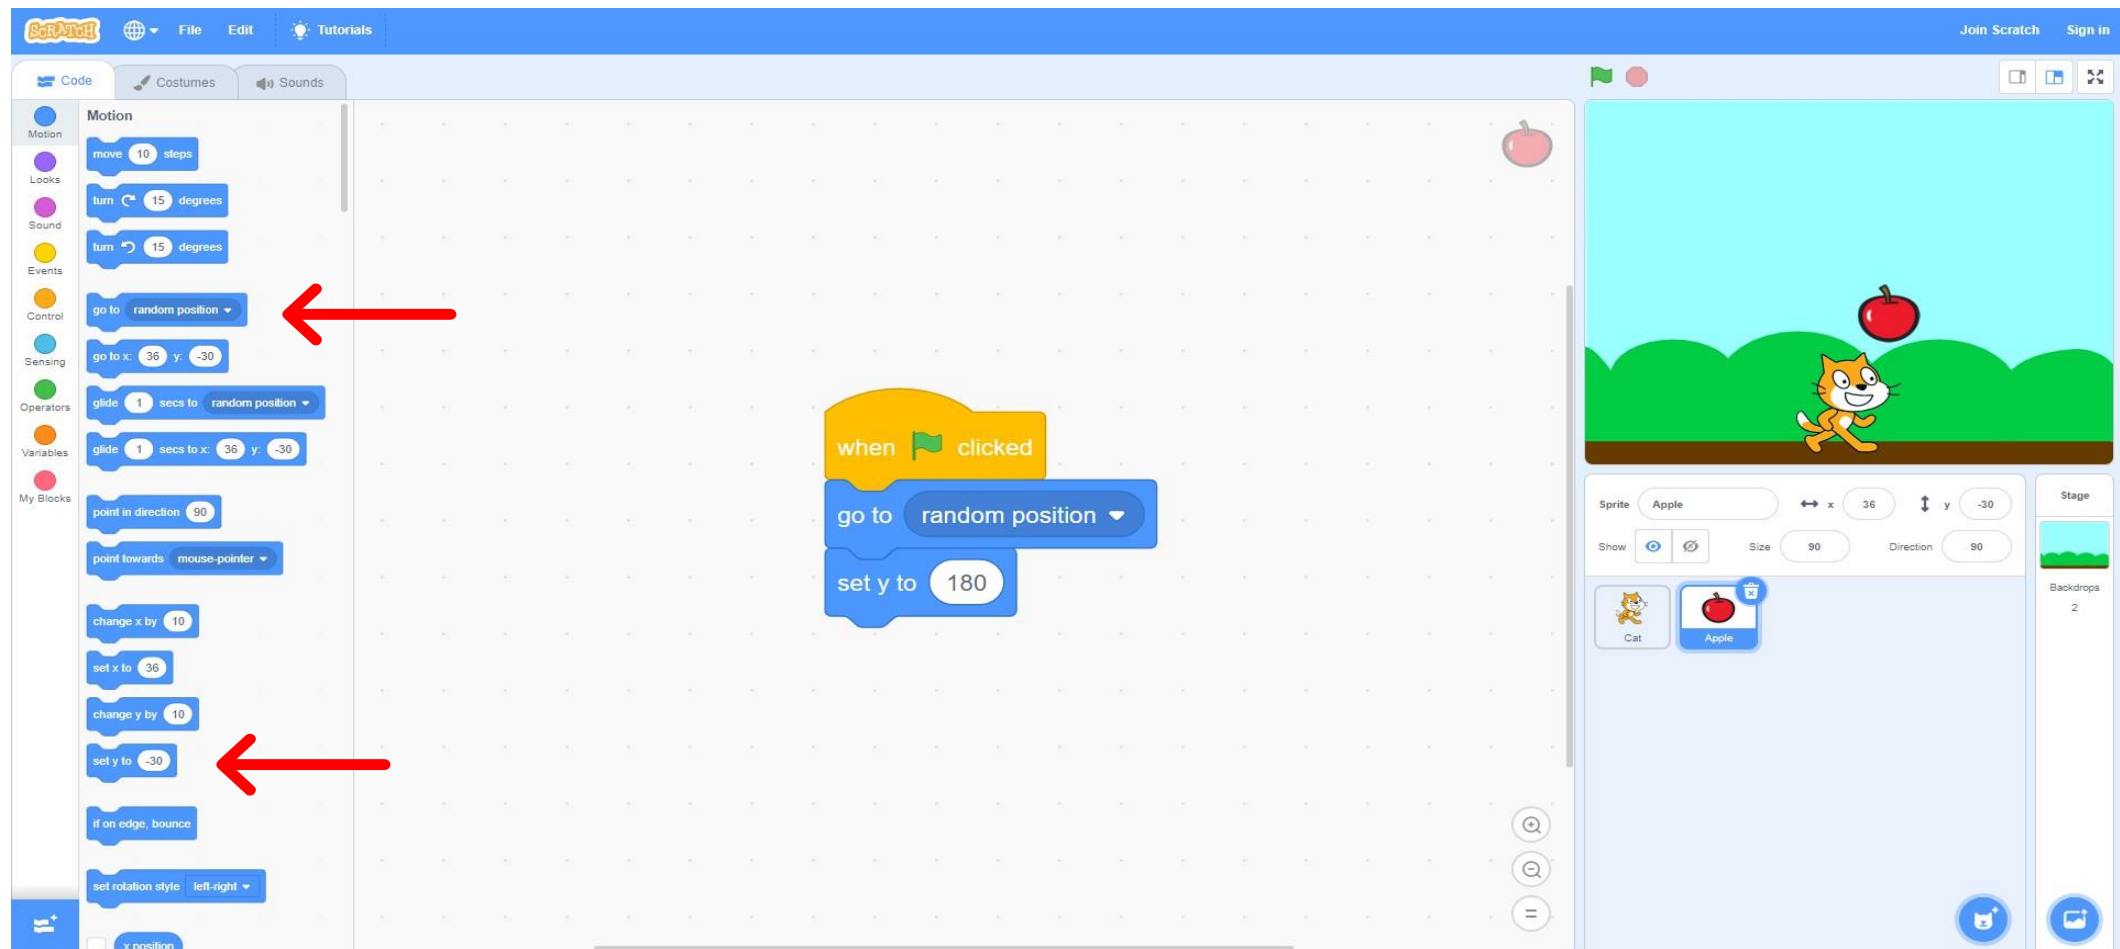 SCRATCH File Edit Tutorials Join Scratch Sign in
Code Costumes Sounds
Motion
Looks
Sound
Events
Control
Sensing
Operators
Variables
My Blocks
Motion
move 10 steps
turn 15 degrees
turn 15 degrees
go to random position
go to x: 36 y: -30
glide 1 secs to random position
glide 1 secs to x: 36 y: -30
point in direction 90
point towards mouse-pointer
change x by 10
set x to 36
change y by 10
set y to -30
if on edge, bounce
set rotation style left-right
x position
when clicked
go to random position
set y to 180
Sprite Apple x 36 y -30
Show Size 90 Direction 90
Cat
Apple
Stage
Backdrops
2